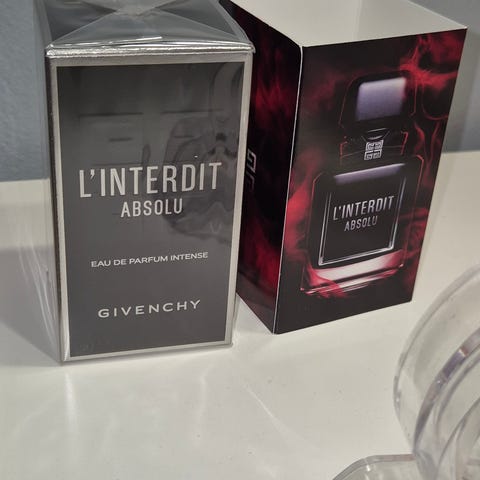 L'INTERDIT
ABSOLU
EAU DE PARFUM INTENSE
GIVENCHY
L'INTERDIT
ABSOLU